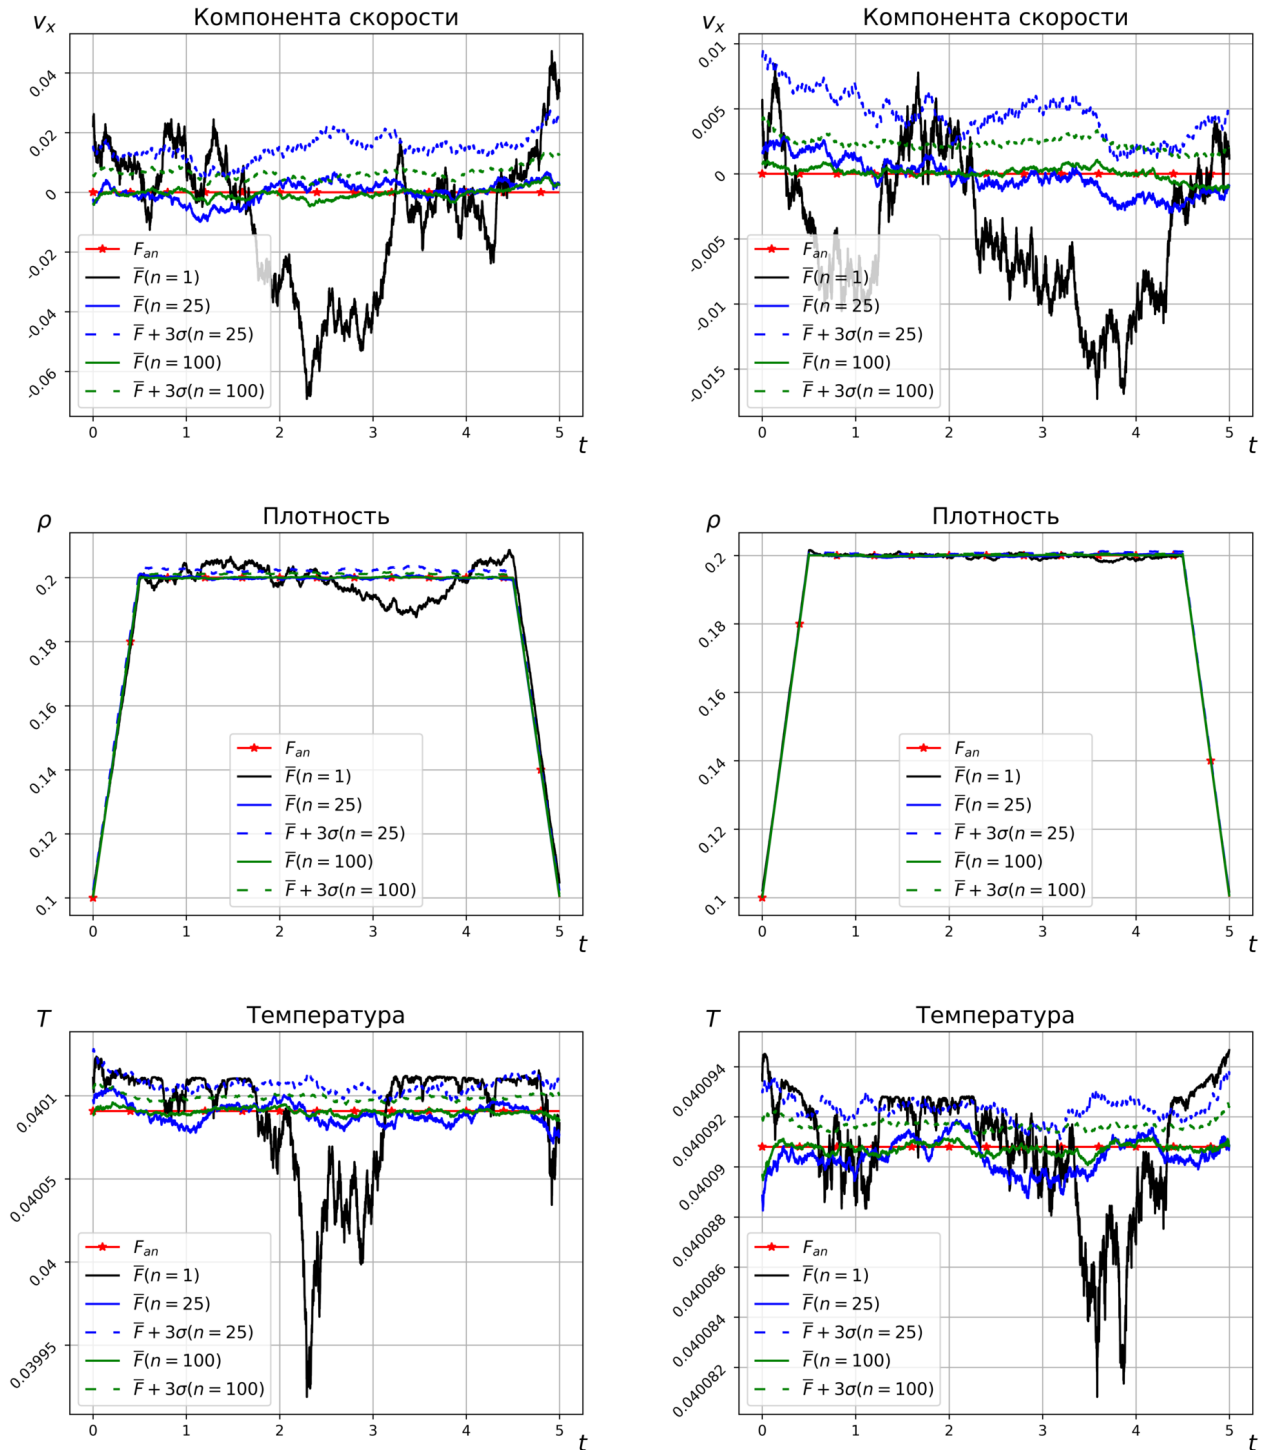 Компонента скорости
v_x
0.04
0.02
0
-0.02
-0.04
-0.06
F_an
F̅(n = 1)
F̅(n = 25)
F̅ + 3σ(n = 25)
F̅(n = 100)
F̅ + 3σ(n = 100)
0 1 2 3 4 5
t
Компонента скорости
v_x
0.01
0.005
0
-0.005
-0.01
-0.015
F_an
F̅(n = 1)
F̅(n = 25)
F̅ + 3σ(n = 25)
F̅(n = 100)
F̅ + 3σ(n = 100)
0 1 2 3 4 5
t
Плотность
ρ
0.2
0.18
0.16
0.14
0.12
0.1
F_an
F̅(n = 1)
F̅(n = 25)
F̅ + 3σ(n = 25)
F̅(n = 100)
F̅ + 3σ(n = 100)
0 1 2 3 4 5
t
Плотность
ρ
0.2
0.18
0.16
0.14
0.12
0.1
F_an
F̅(n = 1)
F̅(n = 25)
F̅ + 3σ(n = 25)
F̅(n = 100)
F̅ + 3σ(n = 100)
0 1 2 3 4 5
t
Температура
T
0.0401
0.04005
0.04
0.03995
F_an
F̅(n = 1)
F̅(n = 25)
F̅ + 3σ(n = 25)
F̅(n = 100)
F̅ + 3σ(n = 100)
0 1 2 3 4 5
t
Температура
T
0.040094
0.040092
0.04009
0.040088
0.040086
0.040084
0.040082
F_an
F̅(n = 1)
F̅(n = 25)
F̅ + 3σ(n = 25)
F̅(n = 100)
F̅ + 3σ(n = 100)
0 1 2 3 4 5
t